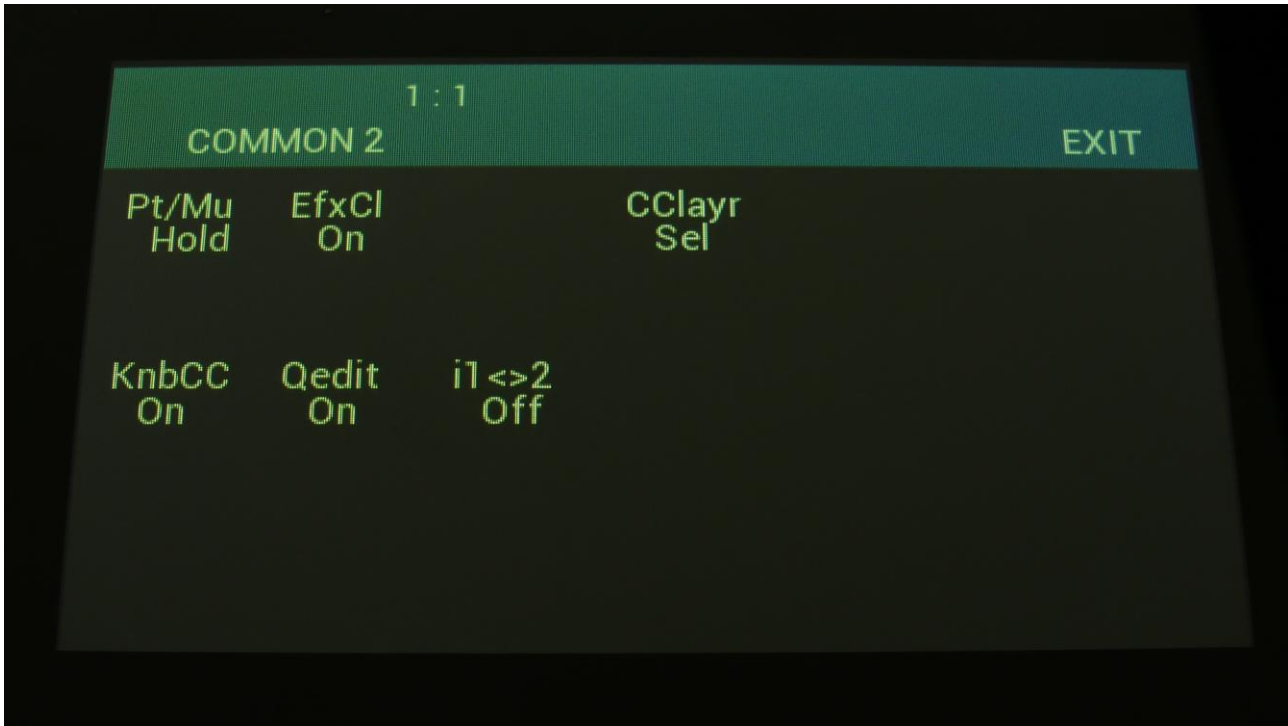 1 : 1
COMMON 2 EXIT
Pt/Mu EfxCl CClayr
Hold On Sel
KnbCC Qedit i1<>2
On On Off